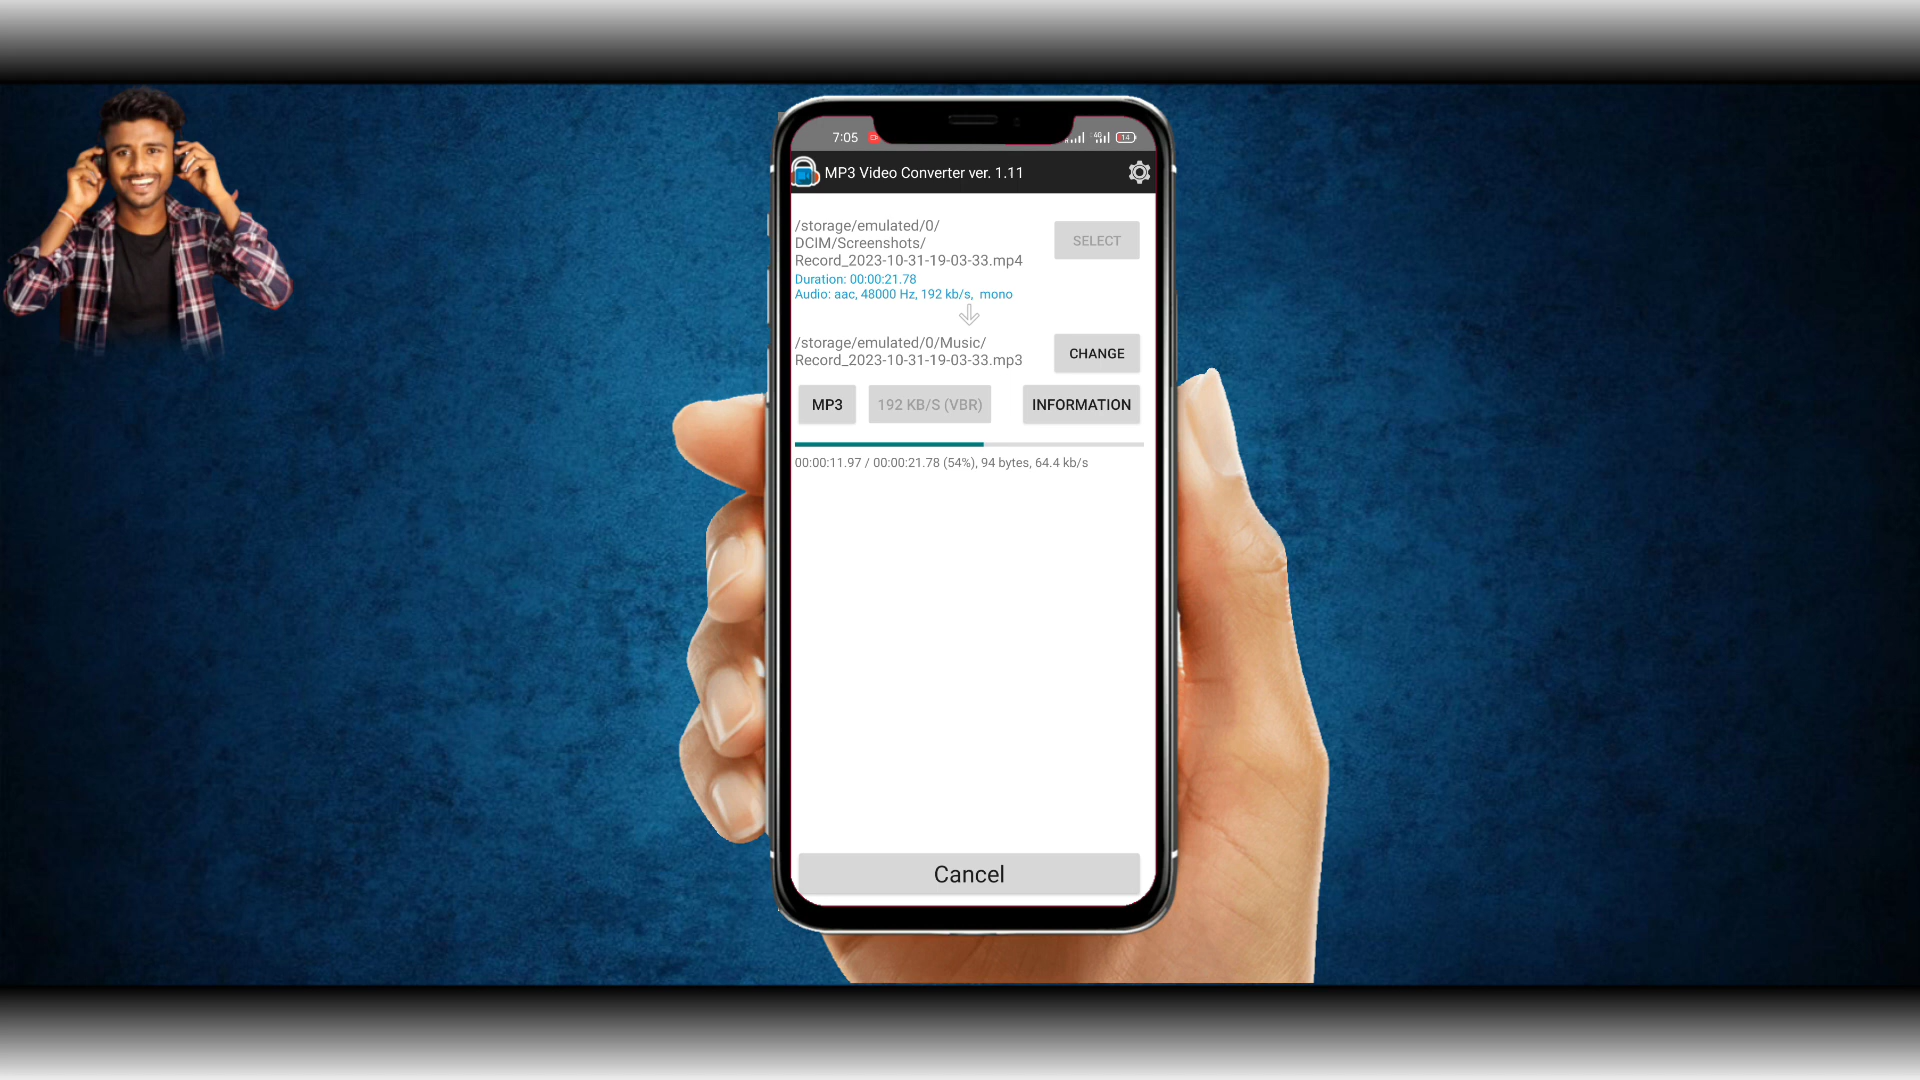 7:05
4G
14
MP3 Video Converter ver. 1.11
/storage/emulated/0/
DCIM/Screenshots/
Record_2023-10-31-19-03-33.mp4
SELECT
Duration: 00:00:21.78
Audio: aac, 48000 Hz, 192 kb/s, mono
/storage/emulated/0/Music/
Record_2023-10-31-19-03-33.mp3
CHANGE
MP3
192 KB/S (VBR)
INFORMATION
00:00:11.97 / 00:00:21.78 (54%), 94 bytes, 64.4 kb/s
Cancel